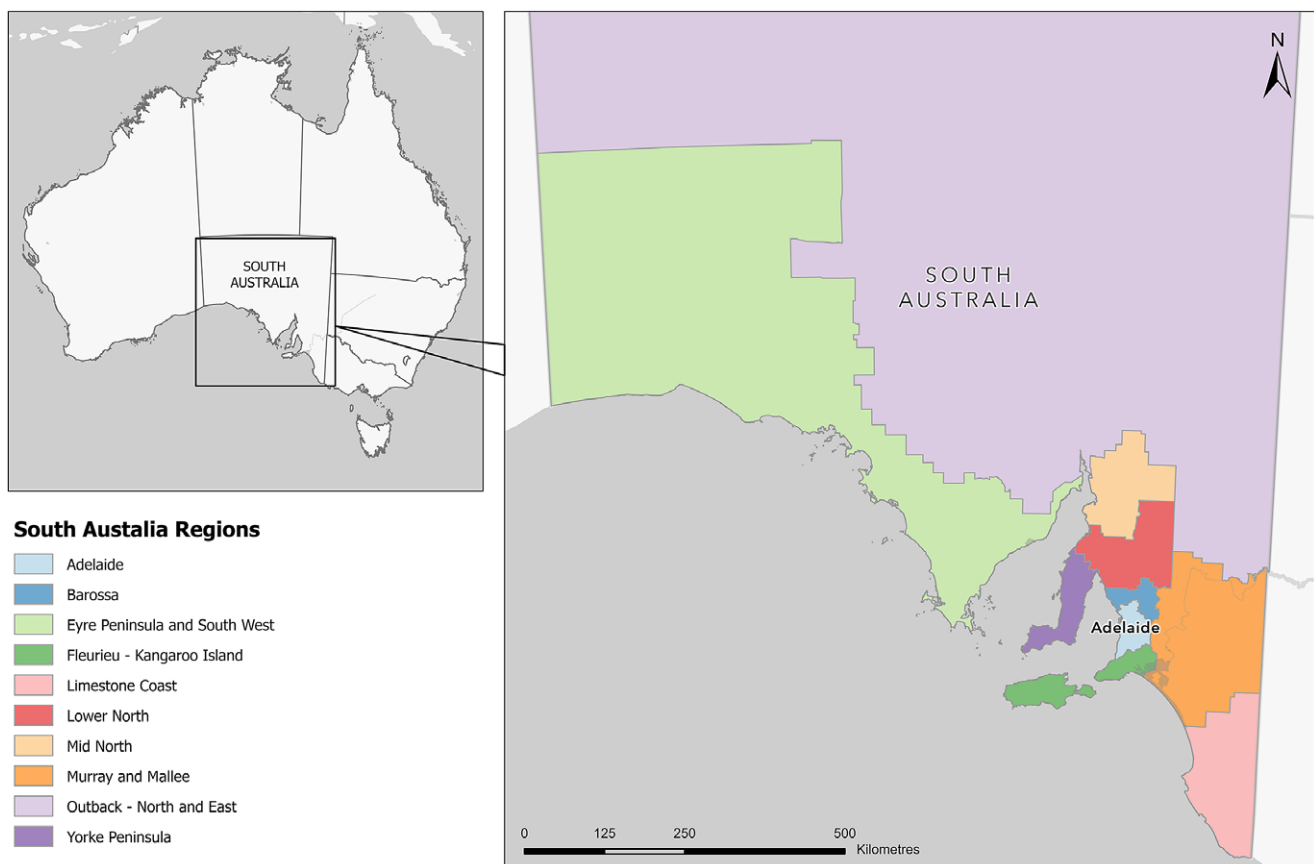 SOUTH
AUSTRALIA
South Austalia Regions
Adelaide
Barossa
Eyre Peninsula and South West
Fleurieu - Kangaroo Island
Limestone Coast
Lower North
Mid North
Murray and Mallee
Outback - North and East
Yorke Peninsula
N
SOUTH
AUSTRALIA
Adelaide
0 125 250 500
Kilometres